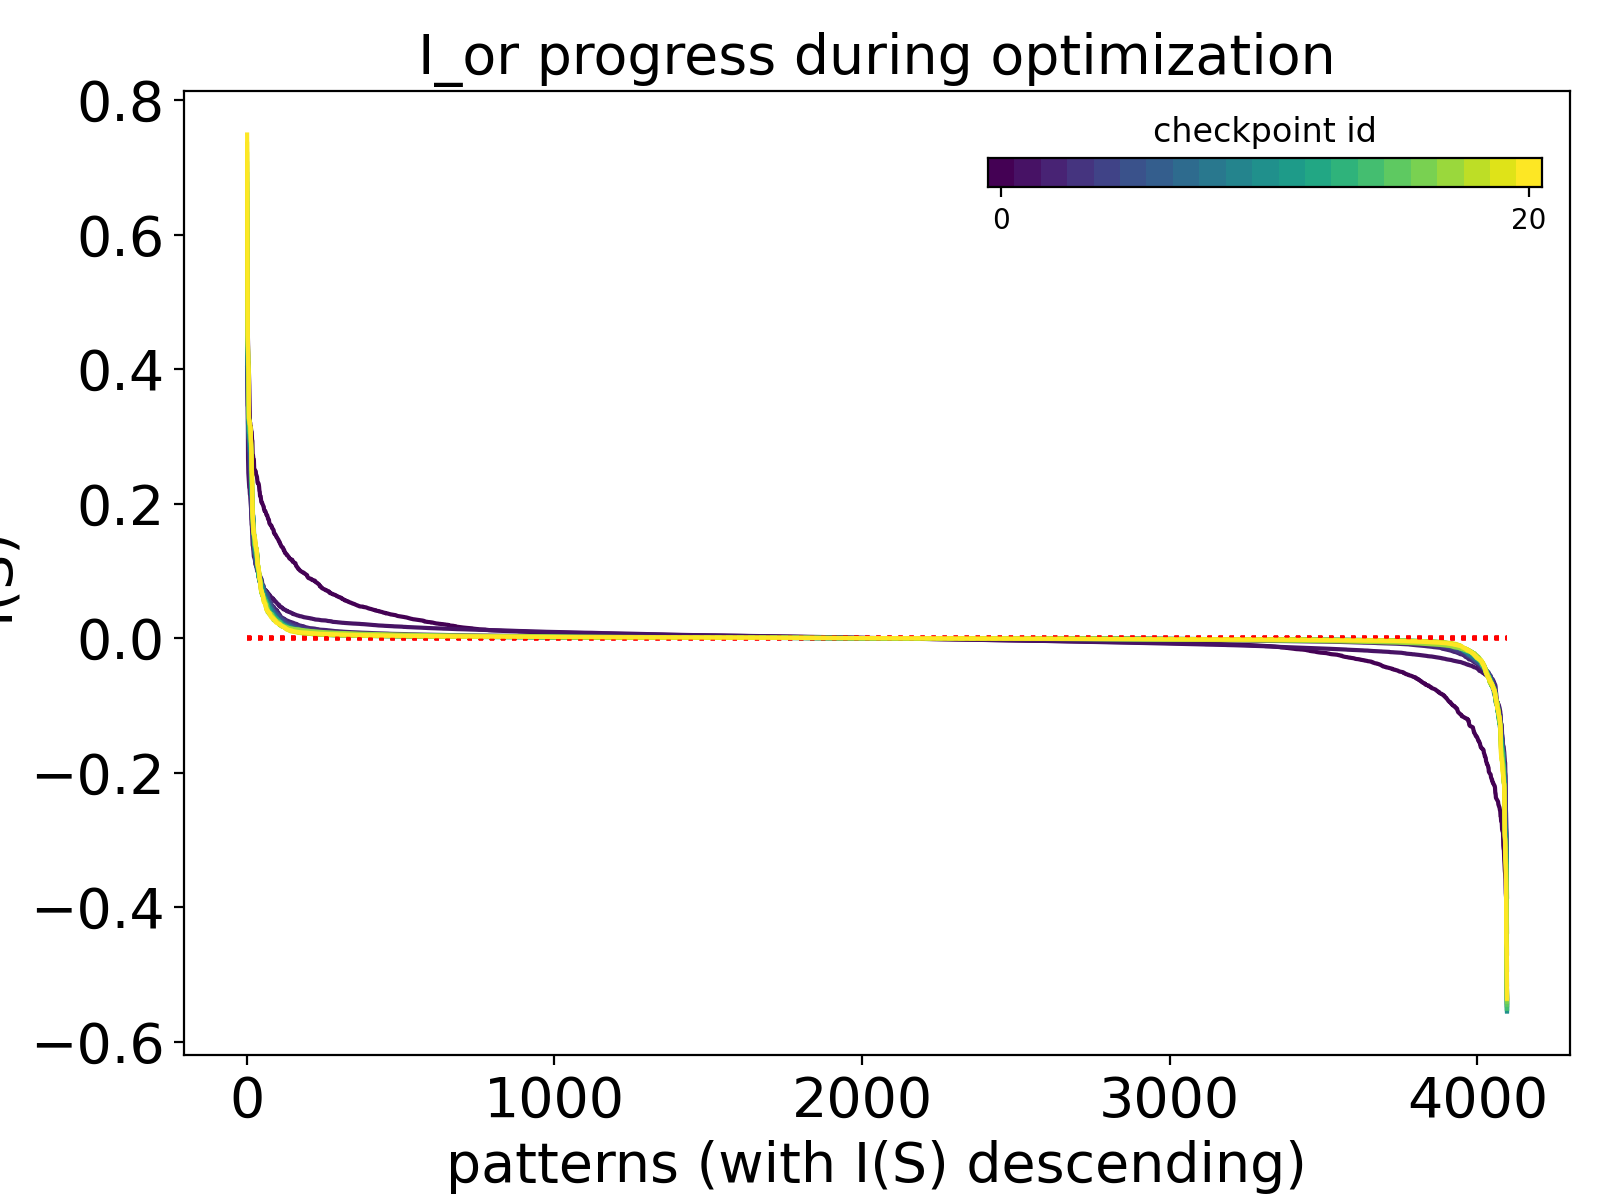 I_or progress during optimization
checkpoint id
0 20
0.8
0.6
0.4
0.2
0.0
−0.2
−0.4
−0.6
0 1000 2000 3000 4000
patterns (with I(S) descending)